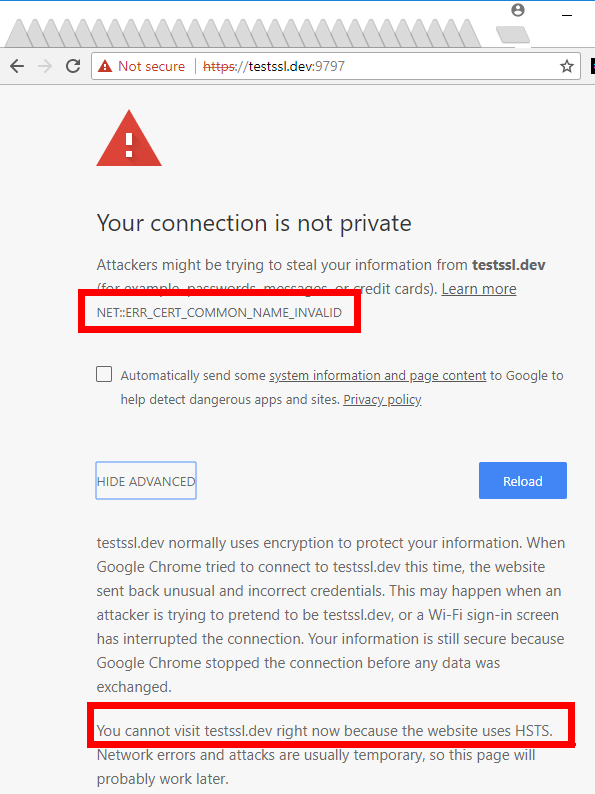 Not secure | https://testssl.dev:9797
Your connection is not private
Attackers might be trying to steal your information from testssl.dev
(for example, passwords, messages, or credit cards). Learn more
NET::ERR_CERT_COMMON_NAME_INVALID
Automatically send some system information and page content to Google to
help detect dangerous apps and sites. Privacy policy
HIDE ADVANCED
Reload
testssl.dev normally uses encryption to protect your information. When
Google Chrome tried to connect to testssl.dev this time, the website
sent back unusual and incorrect credentials. This may happen when an
attacker is trying to pretend to be testssl.dev, or a Wi-Fi sign-in screen
has interrupted the connection. Your information is still secure because
Google Chrome stopped the connection before any data was
exchanged.
You cannot visit testssl.dev right now because the website uses HSTS.
Network errors and attacks are usually temporary, so this page will
probably work later.